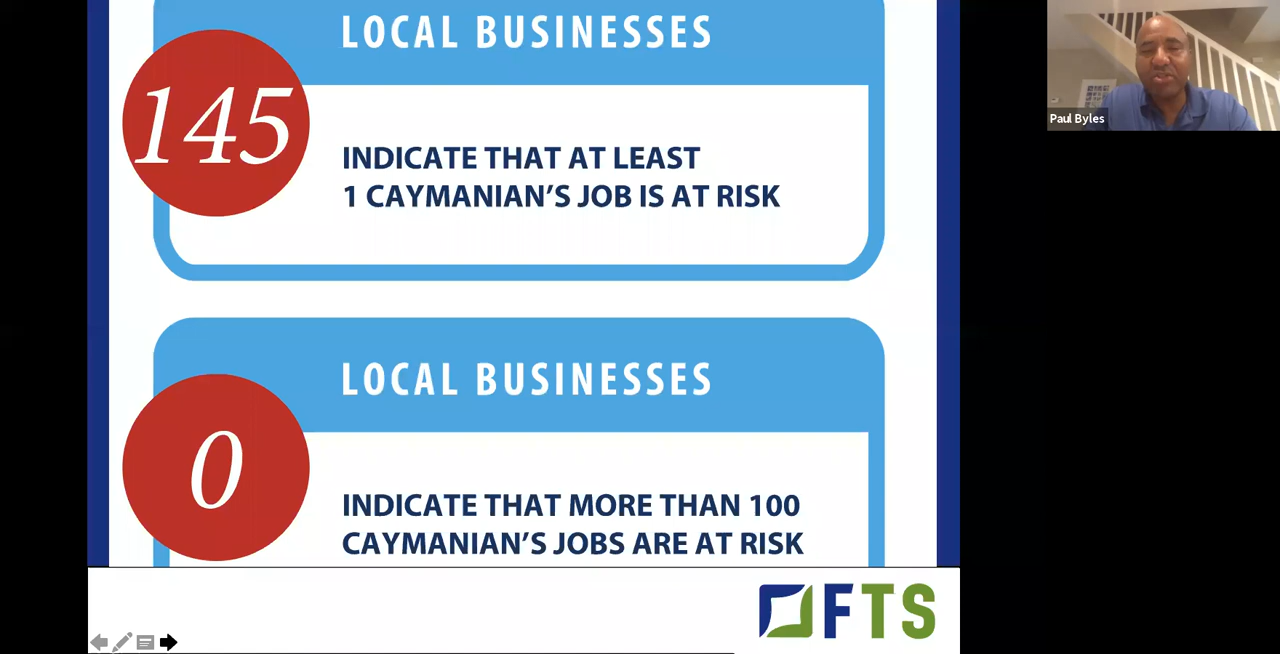 LOCAL BUSINESSES
145
INDICATE THAT AT LEAST
1 CAYMANIAN'S JOB IS AT RISK
LOCAL BUSINESSES
0
INDICATE THAT MORE THAN 100
CAYMANIAN'S JOBS ARE AT RISK
FTS
Paul Byles